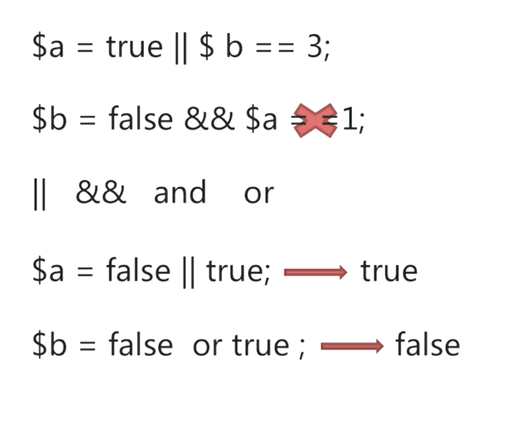 $a = true || $ b == 3;
$b = false && $a == 1;
|| && and or
$a = false || true; true
$b = false or true ; false